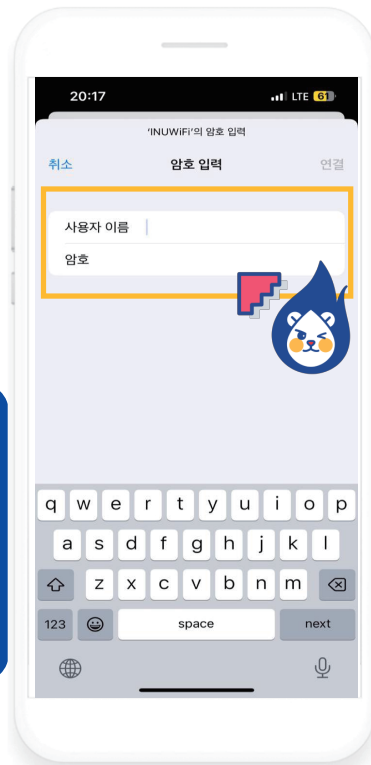 20:17 LTE 61
'INUWiFi'의 암호 입력
취소 암호 입력 연결
사용자 이름
암호
q w e r t y u i o p
a s d f g h j k l
z x c v b n m
123 space next